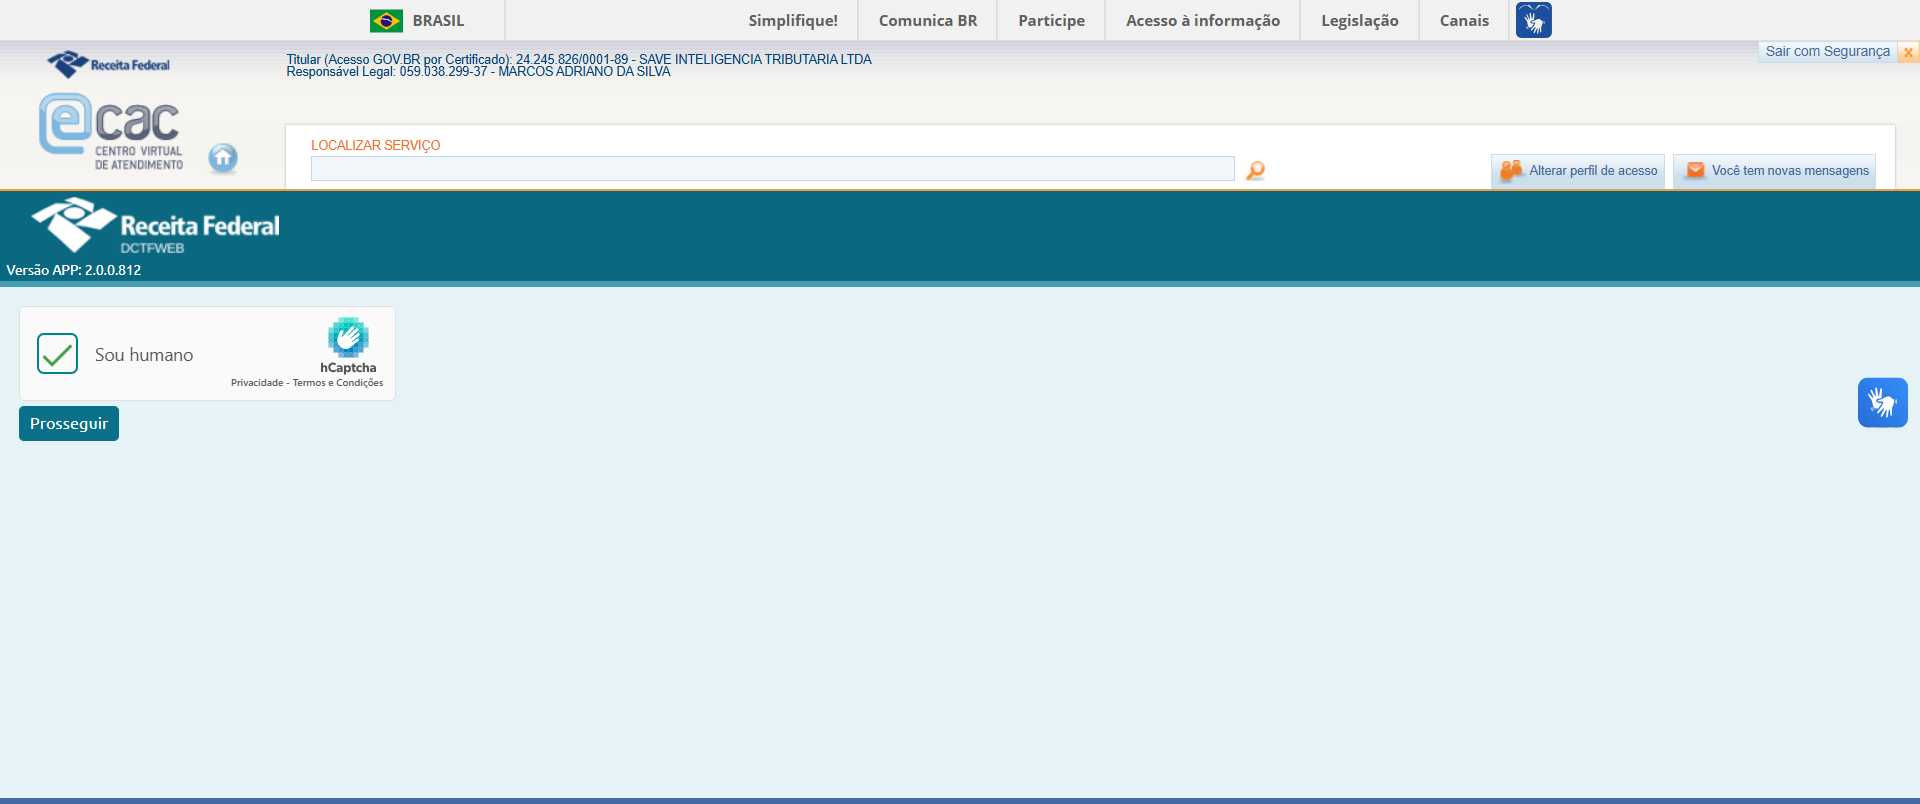 BRASIL
Simplifique!
Comunica BR
Participe
Acesso à informação
Legislação
Canais
Receita Federal
Titular (Acesso GOV.BR por Certificado): 24.245.826/0001-89 - SAVE INTELIGENCIA TRIBUTARIA LTDA
Responsável Legal: 059.038.299-37 - MARCOS ADRIANO DA SILVA
Sair com Segurança
x
ecac
CENTRO VIRTUAL
DE ATENDIMENTO
LOCALIZAR SERVIÇO
Alterar perfil de acesso
Você tem novas mensagens
Receita Federal
DCTFWEB
Versão APP: 2.0.0.812
Sou humano
hCaptcha
Privacidade - Termos e Condições
Prosseguir